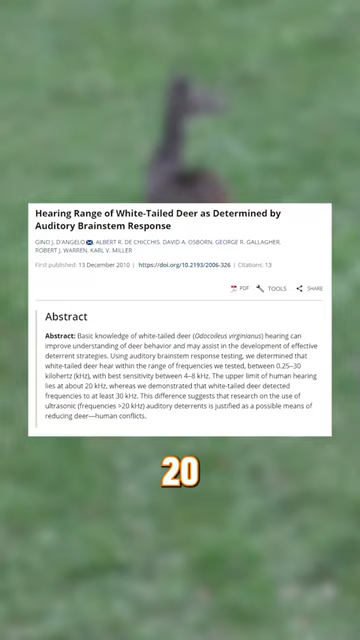 Hearing Range of White-Tailed Deer as Determined by
Auditory Brainstem Response
GINO J. D'ANGELO, ALBERT R. DE CHICCHIS, DAVID A. OSBORN, GEORGE R. GALLAGHER,
ROBERT J. WARREN, KARL V. MILLER
First published: 13 December 2010 | https://doi.org/10.2193/2006-326 | Citations: 13
PDF TOOLS SHARE
Abstract
Abstract: Basic knowledge of white-tailed deer (Odocoileus virginianus) hearing can
improve understanding of deer behavior and may assist in the development of effective
deterrent strategies. Using auditory brainstem response testing, we determined that
white-tailed deer hear within the range of frequencies we tested, between 0.25–30
kilohertz (kHz), with best sensitivity between 4–8 kHz. The upper limit of human hearing
lies at about 20 kHz, whereas we demonstrated that white-tailed deer detected
frequencies to at least 30 kHz. This difference suggests that research on the use of
ultrasonic (frequencies >20 kHz) auditory deterrents is justified as a possible means of
reducing deer—human conflicts.
20